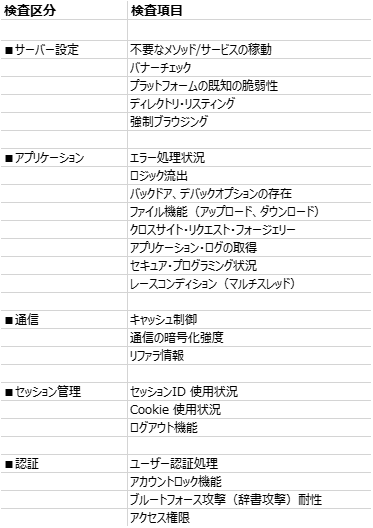 検査区分 検査項目
■サーバー設定 不要なメソッド/サービスの稼動
バナーチェック
プラットフォームの既知の脆弱性
ディレクトリ・リスティング
強制ブラウジング
■アプリケーション エラー処理状況
ロジック流出
バックドア、デバックオプションの存在
ファイル機能（アップロード、ダウンロード）
クロスサイト・リクエスト・フォージェリー
アプリケーション・ログの取得
セキュア・プログラミング状況
レースコンディション（マルチスレッド）
■通信 キャッシュ制御
通信の暗号化強度
リファラ情報
■セッション管理 セッションID 使用状況
Cookie 使用状況
ログアウト機能
■認証 ユーザー認証処理
アカウントロック機能
ブルートフォース攻撃（辞書攻撃）耐性
アクセス権限